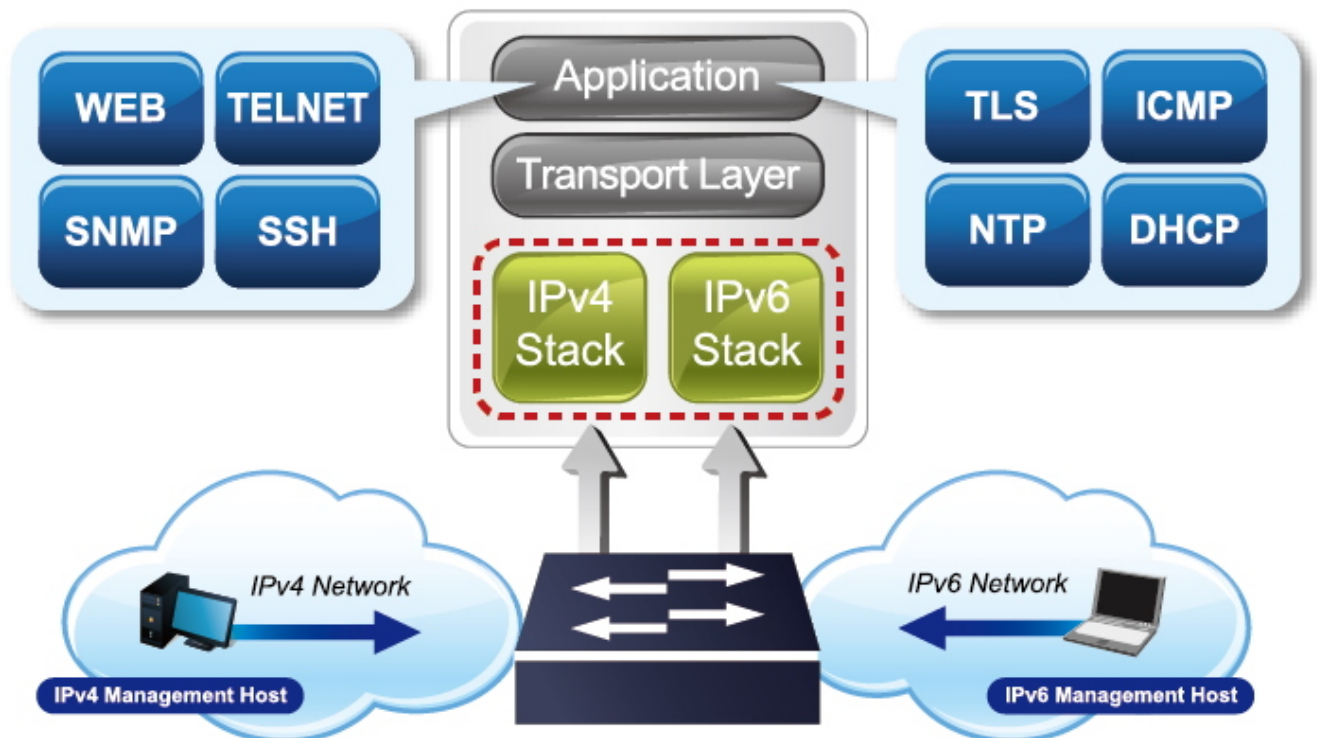 WEB
TELNET
SNMP
SSH
Application
Transport Layer
IPv4
Stack
IPv6
Stack
TLS
ICMP
NTP
DHCP
IPv4 Network
IPv4 Management Host
IPv6 Network
IPv6 Management Host